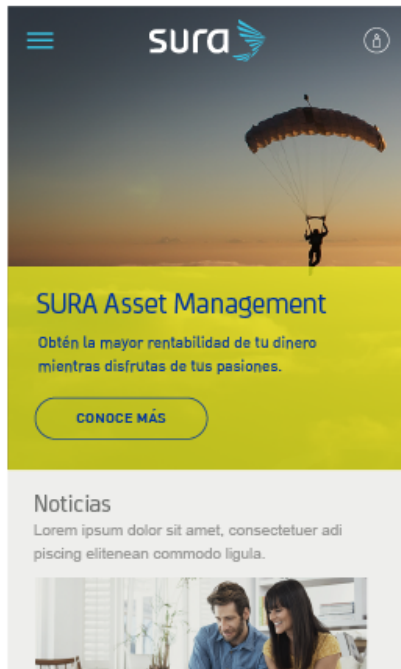 sura
SURA Asset Management
Obtén la mayor rentabilidad de tu dinero
mientras disfrutas de tus pasiones.
CONOCE MÁS
Noticias
Lorem ipsum dolor sit amet, consectetuer adi
piscing elitenean commodo ligula.